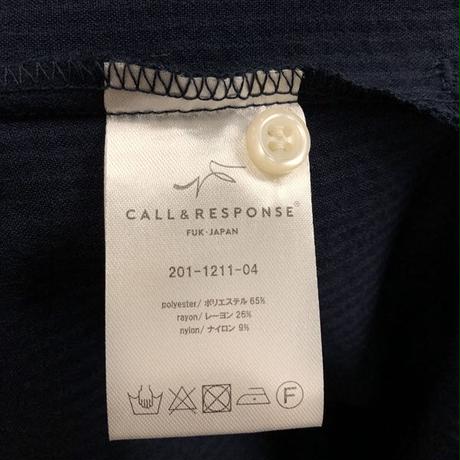 CALL&RESPONSE®
FUK·JAPAN
201-1211-04
polyester/ポリエステル 65%
rayon/レーヨン 26%
nylon/ナイロン 9%
F